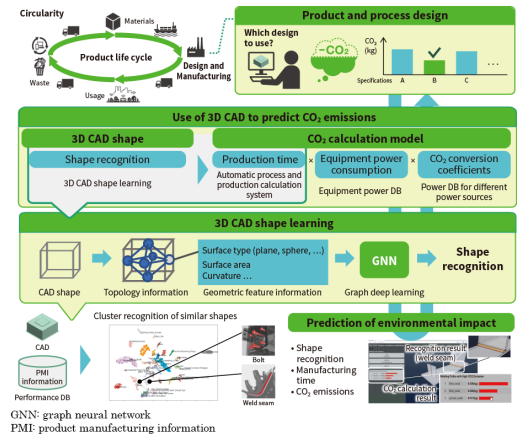 Circularity
Materials
Product life cycle
Design and
Manufacturing
Waste
Usage
Product and process design
Which design
to use?
−CO2
CO2
(kg)
Specifications A B C
...
Use of 3D CAD to predict CO2 emissions
3D CAD shape
Shape recognition
3D CAD shape learning
CO2 calculation model
Production time × Equipment power
consumption × CO2 conversion
coefficients
Automatic process and
production calculation
system
Equipment power DB
Power DB for different
power sources
3D CAD shape learning
CAD shape
Topology information
Surface type (plane, sphere, ...)
Surface area
Curvature ...
Geometric feature information
GNN
Graph deep learning
Shape
recognition
Cluster recognition of similar shapes
CAD
PMI
information
Performance DB
Bolt
Weld seam
Prediction of environmental impact
• Shape
recognition
• Manufacturing
time
• CO2 emissions
Recognition result
(weld seam)
CO2 calculation
result
GNN: graph neural network
PMI: product manufacturing information